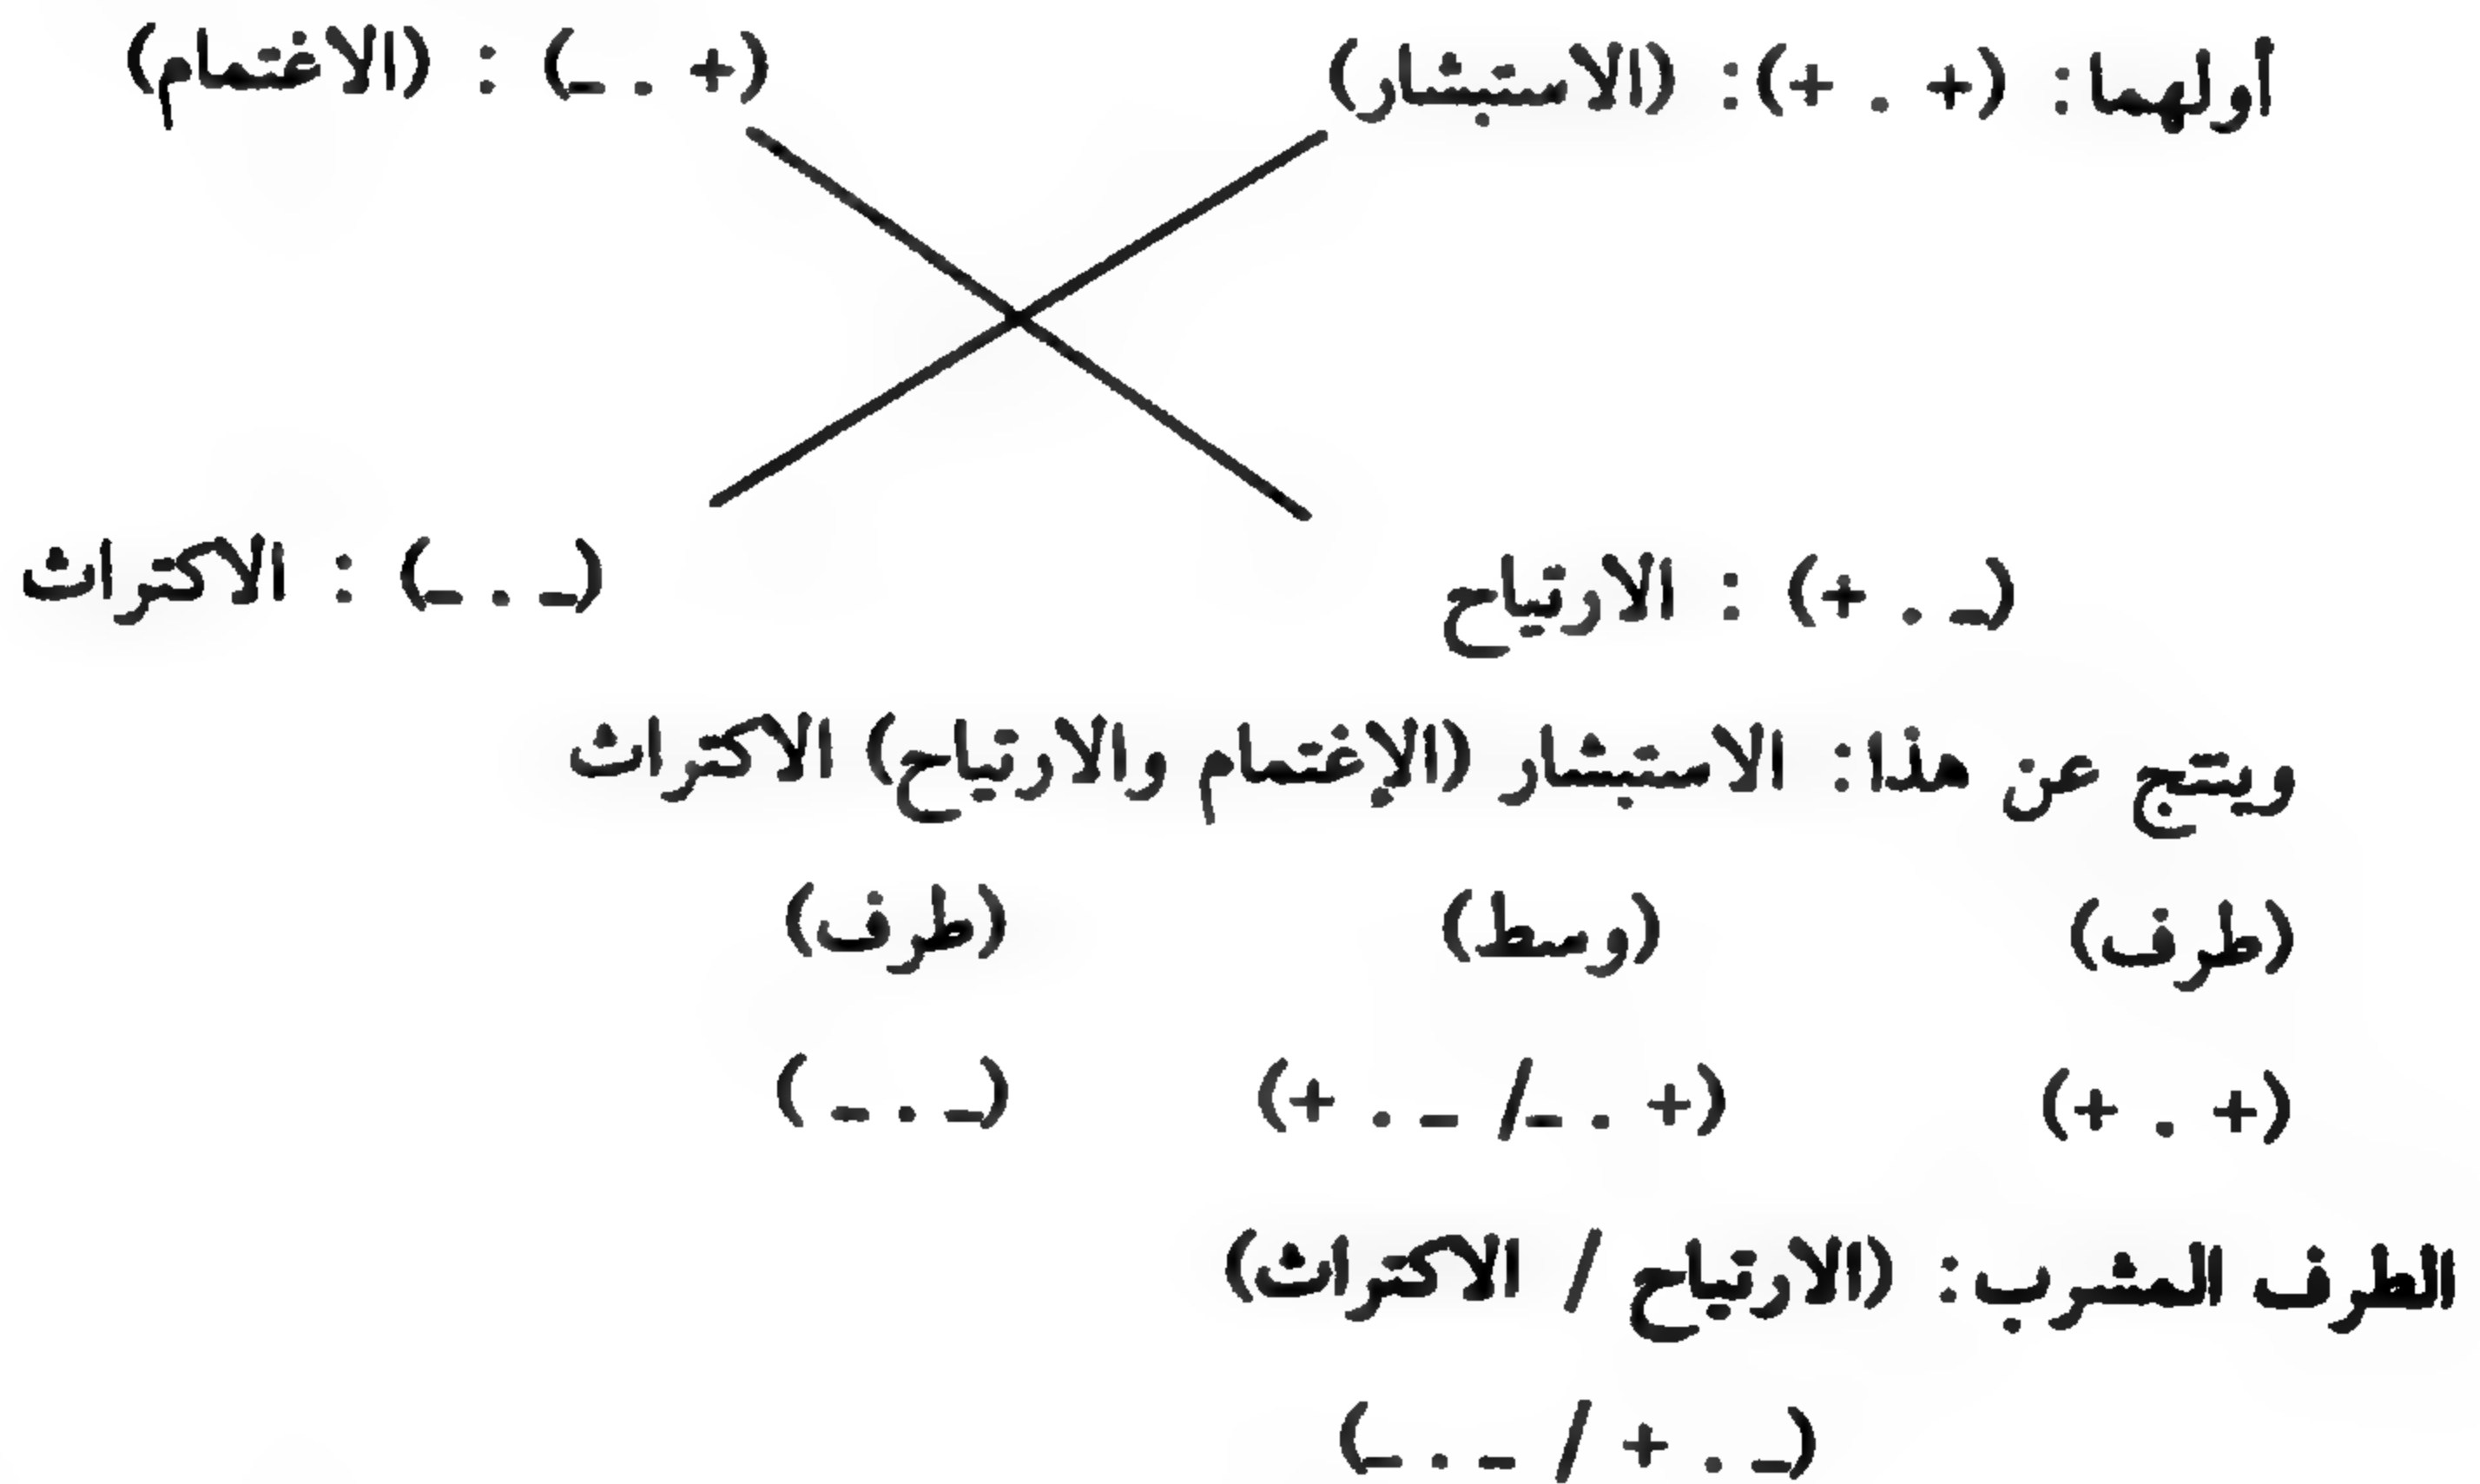 أولهما: (+ . +): (الاستبشار) (+ . –) : (الاغتمام)
(– . +) : الارتياح (– . –) : الاكتراث
وينتج عن هذا: الاستبشار (الإغتمام والارتياح) الاكتراث
(طرف) (وسط) (طرف)
(+ . +) (+ . –/ – . +) (– . –)
الطرف المشرب: (الارتياح / الاكتراث)
(– . + / – . –)